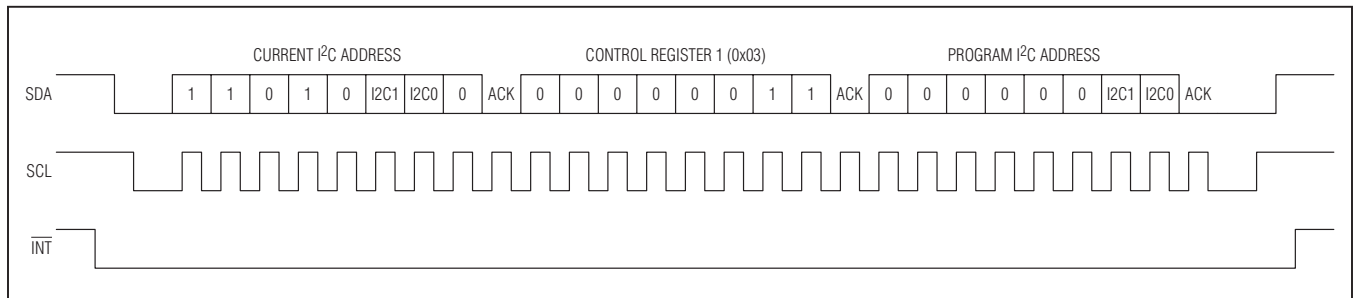 CURRENT I²C ADDRESS CONTROL REGISTER 1 (0x03) PROGRAM I²C ADDRESS
SDA 1 1 0 1 0 I2C1 I2C0 0 ACK 0 0 0 0 0 0 1 1 ACK 0 0 0 0 0 0 I2C1 I2C0 ACK
SCL
INT